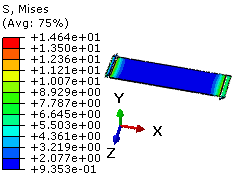 S, Mises
(Avg: 75%)
+1.464e+01
+1.350e+01
+1.236e+01
+1.121e+01
+1.007e+01
+8.929e+00
+7.787e+00
+6.645e+00
+5.503e+00
+4.361e+00
+3.219e+00
+2.077e+00
+9.353e-01
Y
X
Z